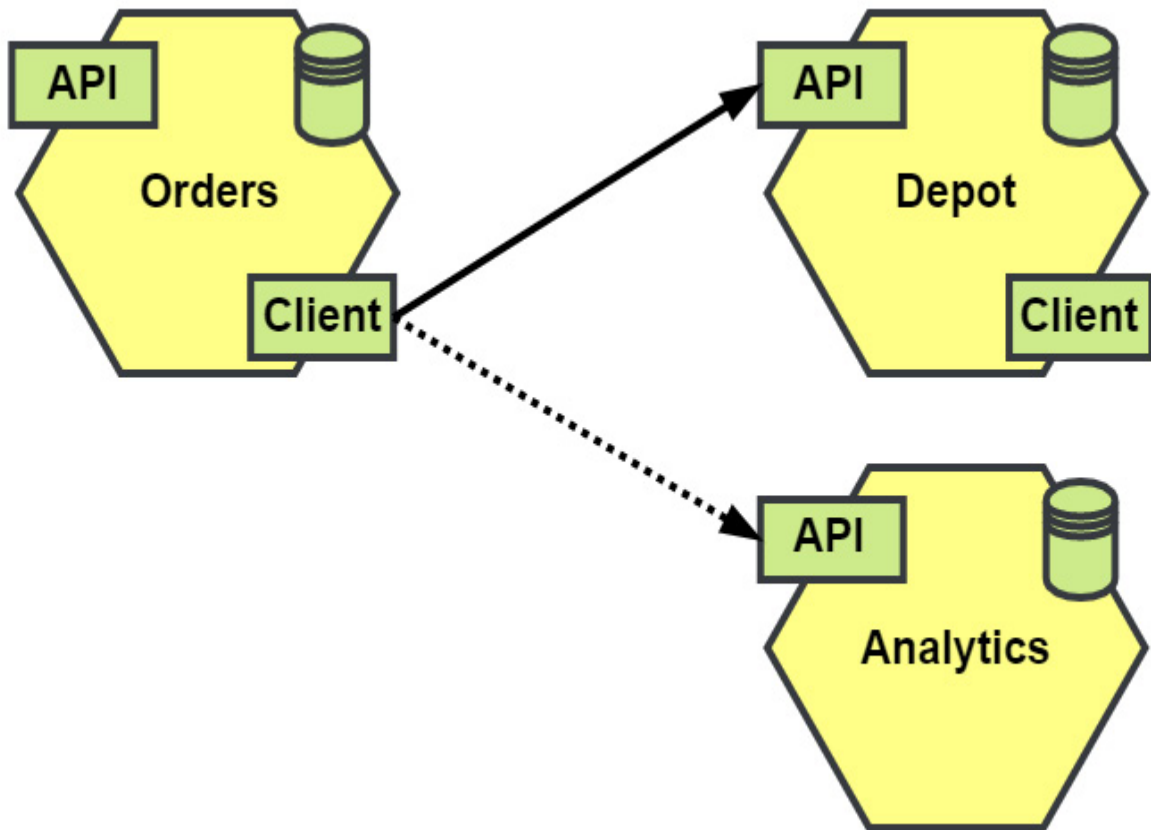 API
API
Orders
Depot
Client
Client
API
Analytics